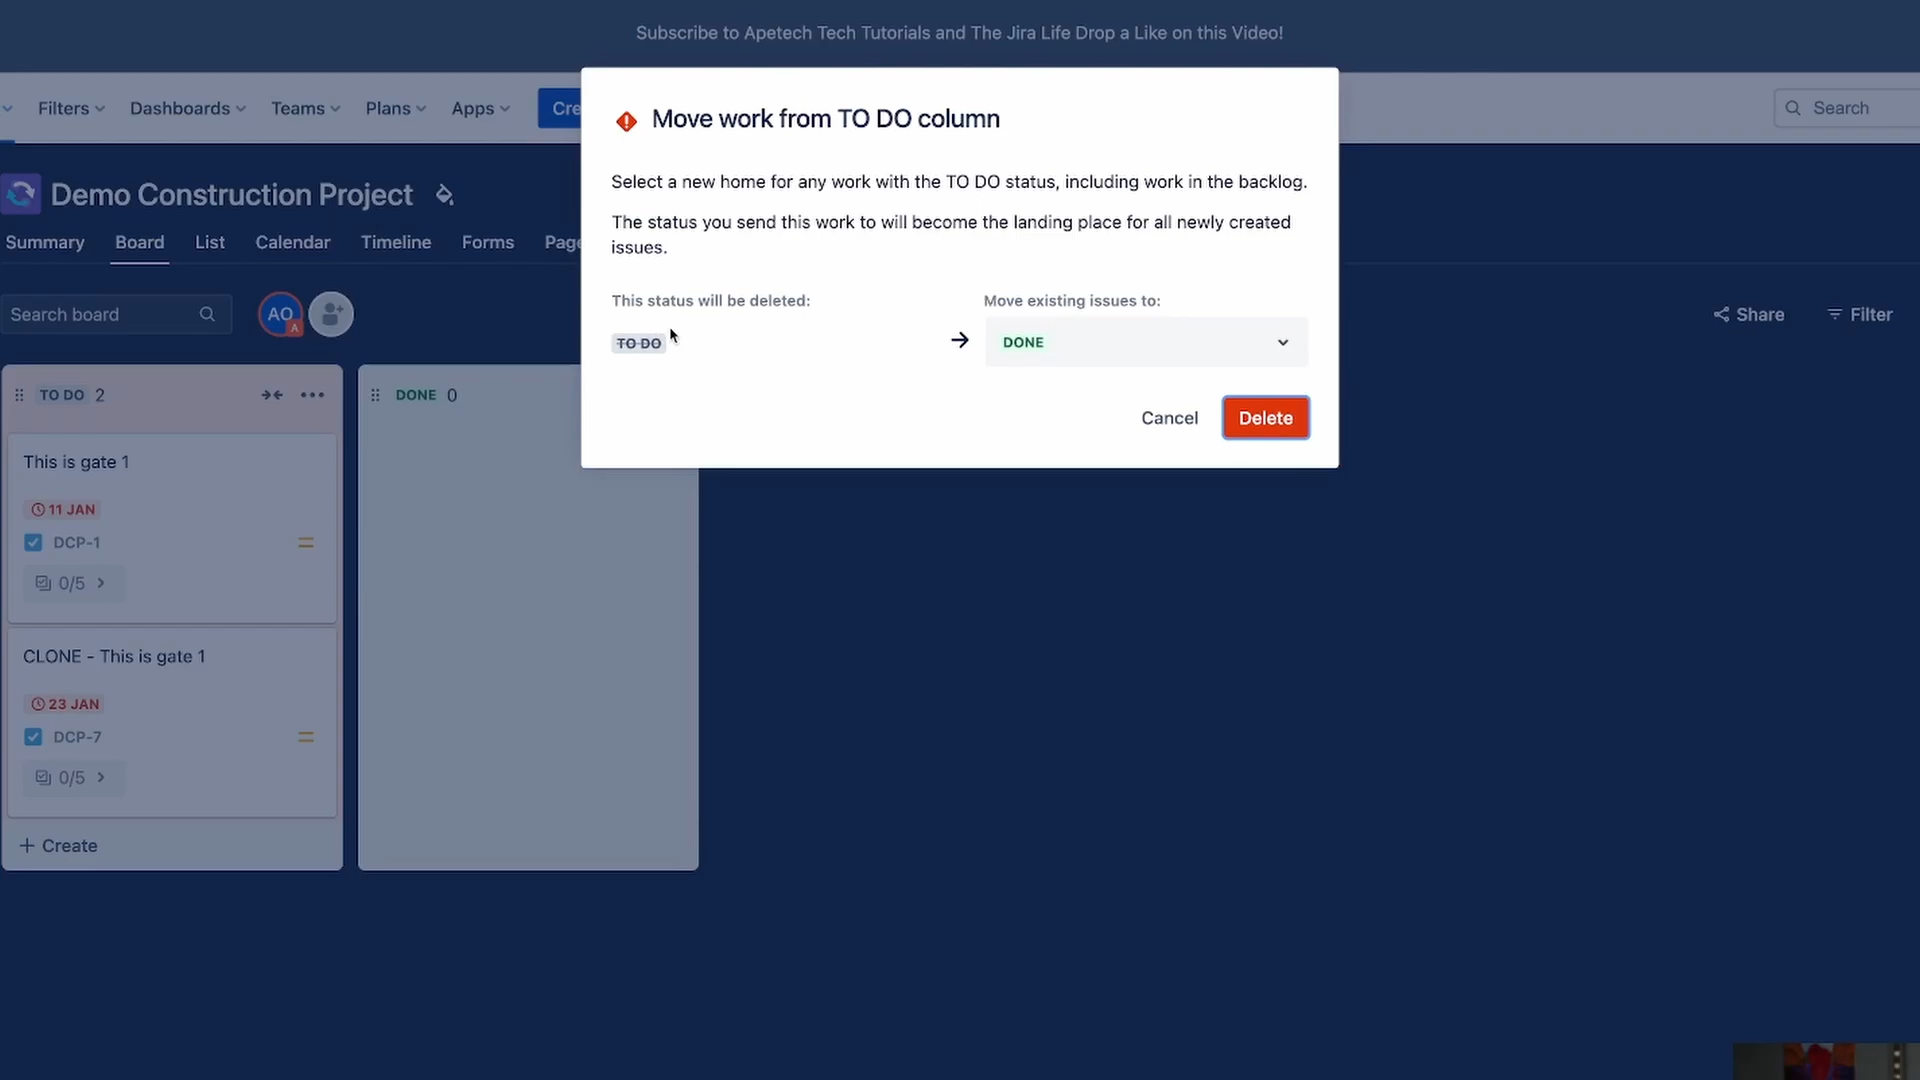 Subscribe to Apetech Tech Tutorials and The Jira Life Drop a Like on this Video!
Filters Dashboards Teams Plans Apps Cre
Search
Move work from TO DO column
Select a new home for any work with the TO DO status, including work in the backlog.
The status you send this work to will become the landing place for all newly created
issues.
This status will be deleted: Move existing issues to:
TO DO DONE
Cancel Delete
Demo Construction Project
Summary Board List Calendar Timeline Forms Page
Search board AO A Share Filter
TO DO 2 DONE 0
This is gate 1
11 JAN
DCP-1
0/5
CLONE - This is gate 1
23 JAN
DCP-7
0/5
+ Create